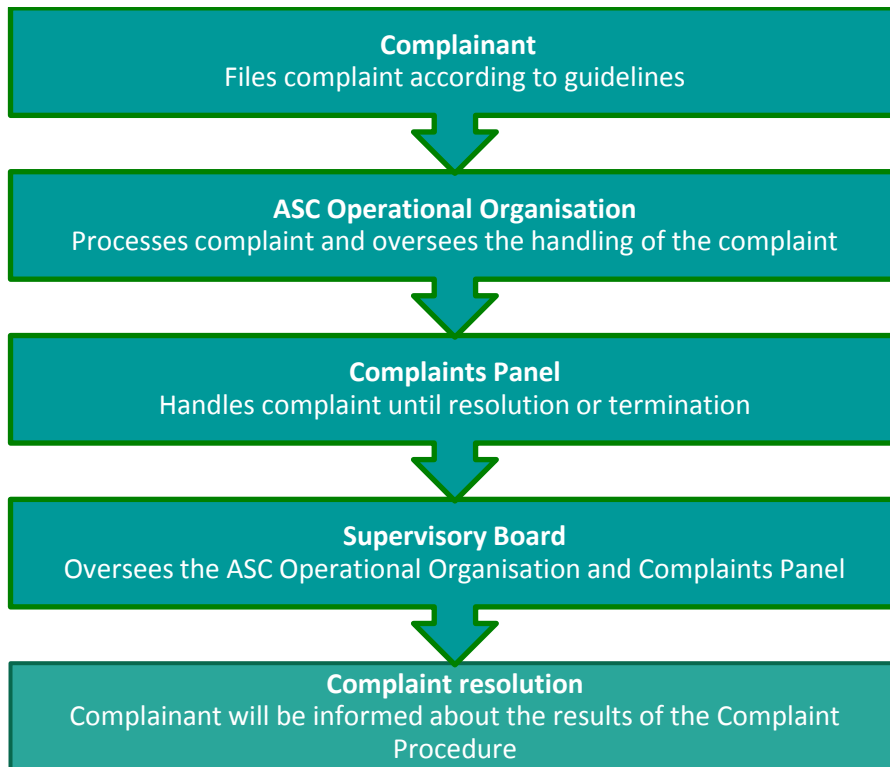 Complainant
Files complaint according to guidelines
ASC Operational Organisation
Processes complaint and oversees the handling of the complaint
Complaints Panel
Handles complaint until resolution or termination
Supervisory Board
Oversees the ASC Operational Organisation and Complaints Panel
Complaint resolution
Complainant will be informed about the results of the Complaint
Procedure